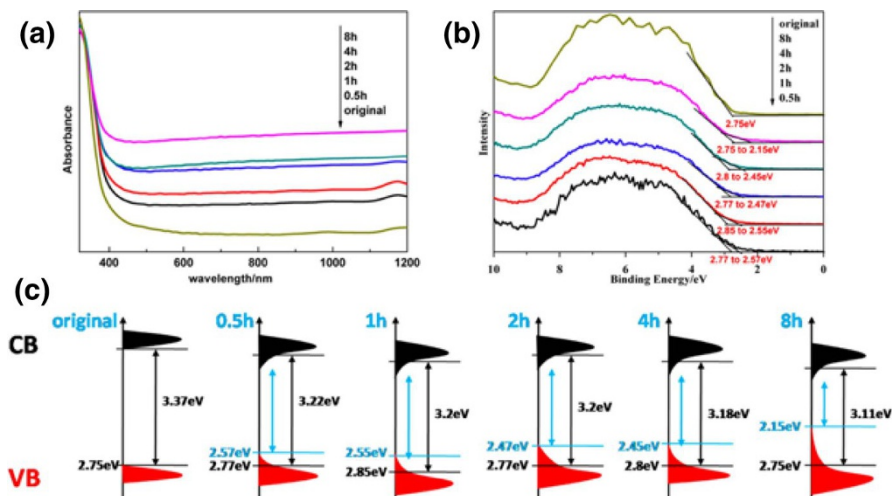 (a)
8h
4h
2h
1h
0.5h
original
Absorbance
400 600 800 1000 1200
wavelength/nm
(b)
original
8h
4h
2h
1h
0.5h
Intensity
2.75eV
2.75 to 2.15eV
2.8 to 2.45eV
2.77 to 2.47eV
2.85 to 2.55eV
2.77 to 2.57eV
10 8 6 4 2 0
Binding Energy/eV
(c)
original 0.5h 1h 2h 4h 8h
CB
3.37eV 3.22eV 3.2eV 3.2eV 3.18eV 3.11eV
2.57eV 2.55eV 2.47eV 2.45eV 2.15eV
2.75eV 2.77eV 2.85eV 2.77eV 2.8eV 2.75eV
VB